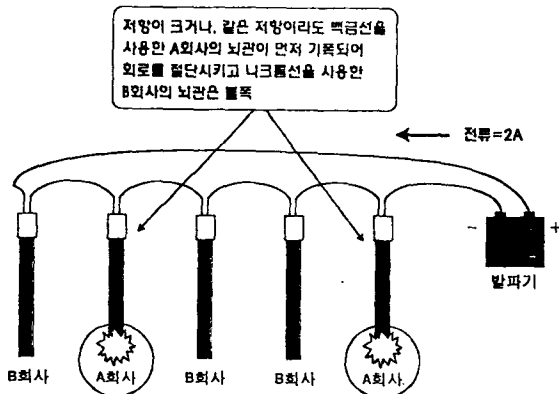 저항이 크거나, 같은 저항이라도 백금선을
사용한 A회사의 뇌관이 먼저 기폭되어
회로를 절단시키고 니크롬선을 사용한
B회사의 뇌관은 불폭
전류=2A
- +
발파기
B회사 A회사 B회사 B회사 A회사